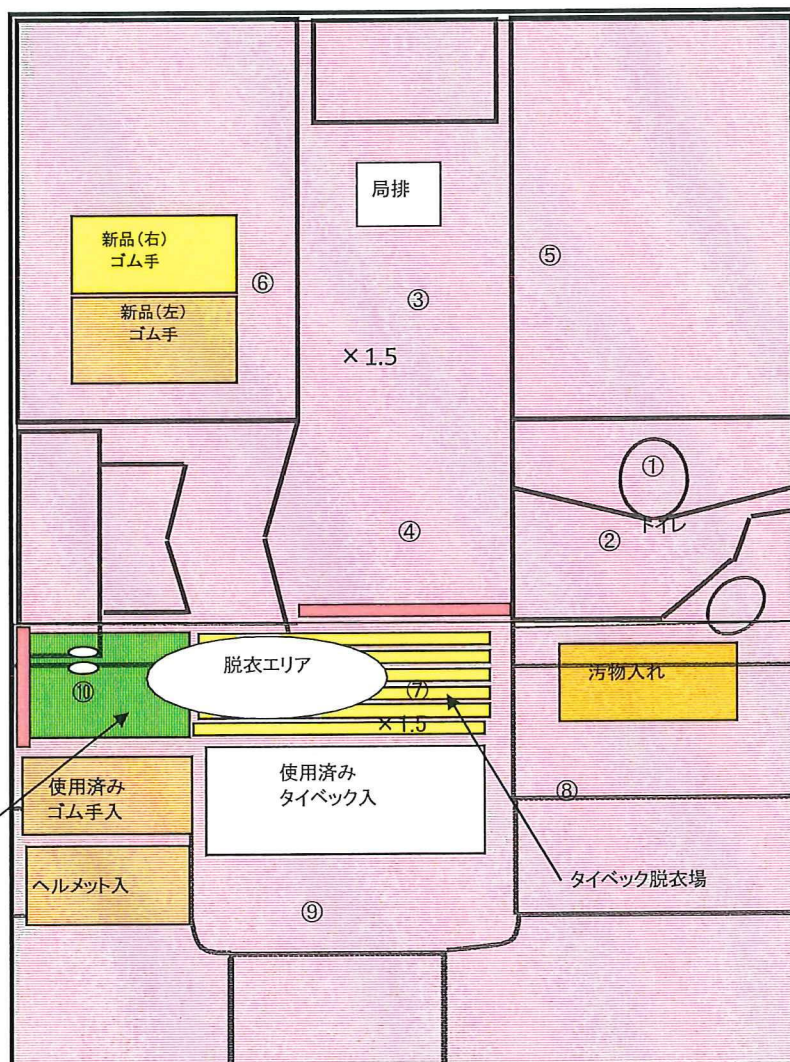 局排
新品(右)
ゴム手
⑤
⑥
③
新品(左)
ゴム手
×1.5
①
④
②
トイレ
脱衣エリア
汚物入れ
⑩
⑦
×1.5
使用済み
タイベック入
使用済み
ゴム手入
⑧
ヘルメット入
タイベック脱衣場
⑨